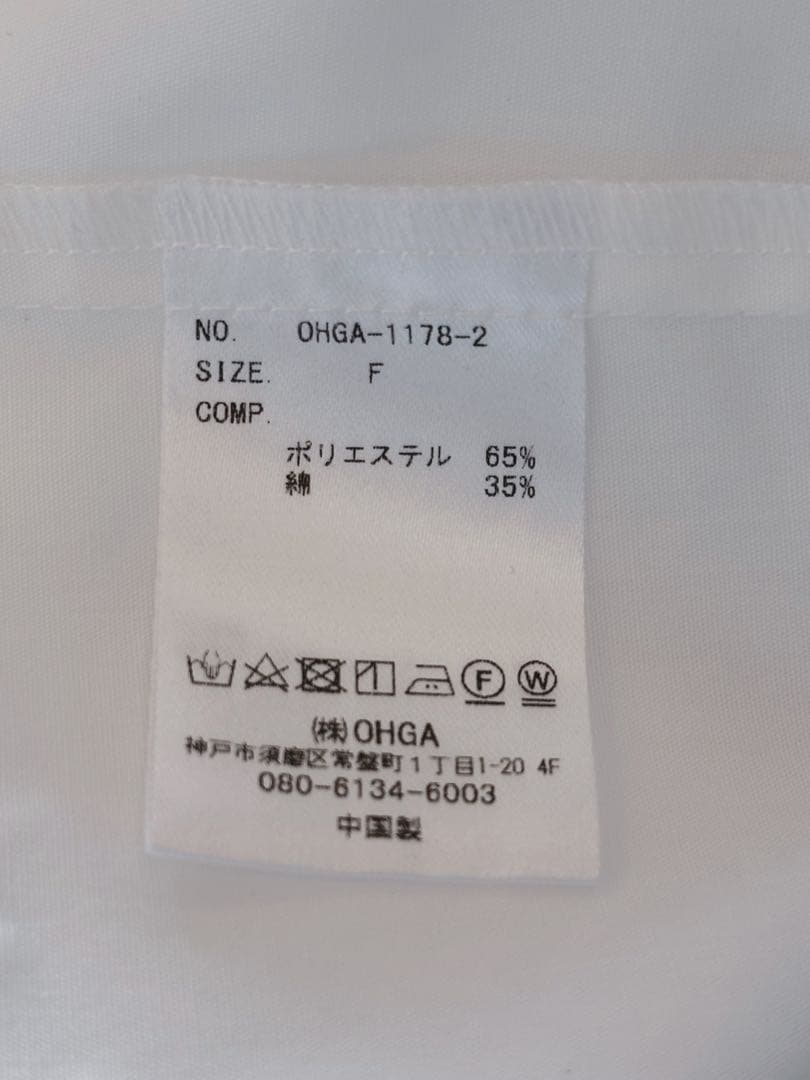 NO. OHGA-1178-2
SIZE. F
COMP.
ポリエステル 65%
綿 35%
F W
(株)OHGA
神戸市須磨区常盤町1丁目1-20 4F
080-6134-6003
中国製